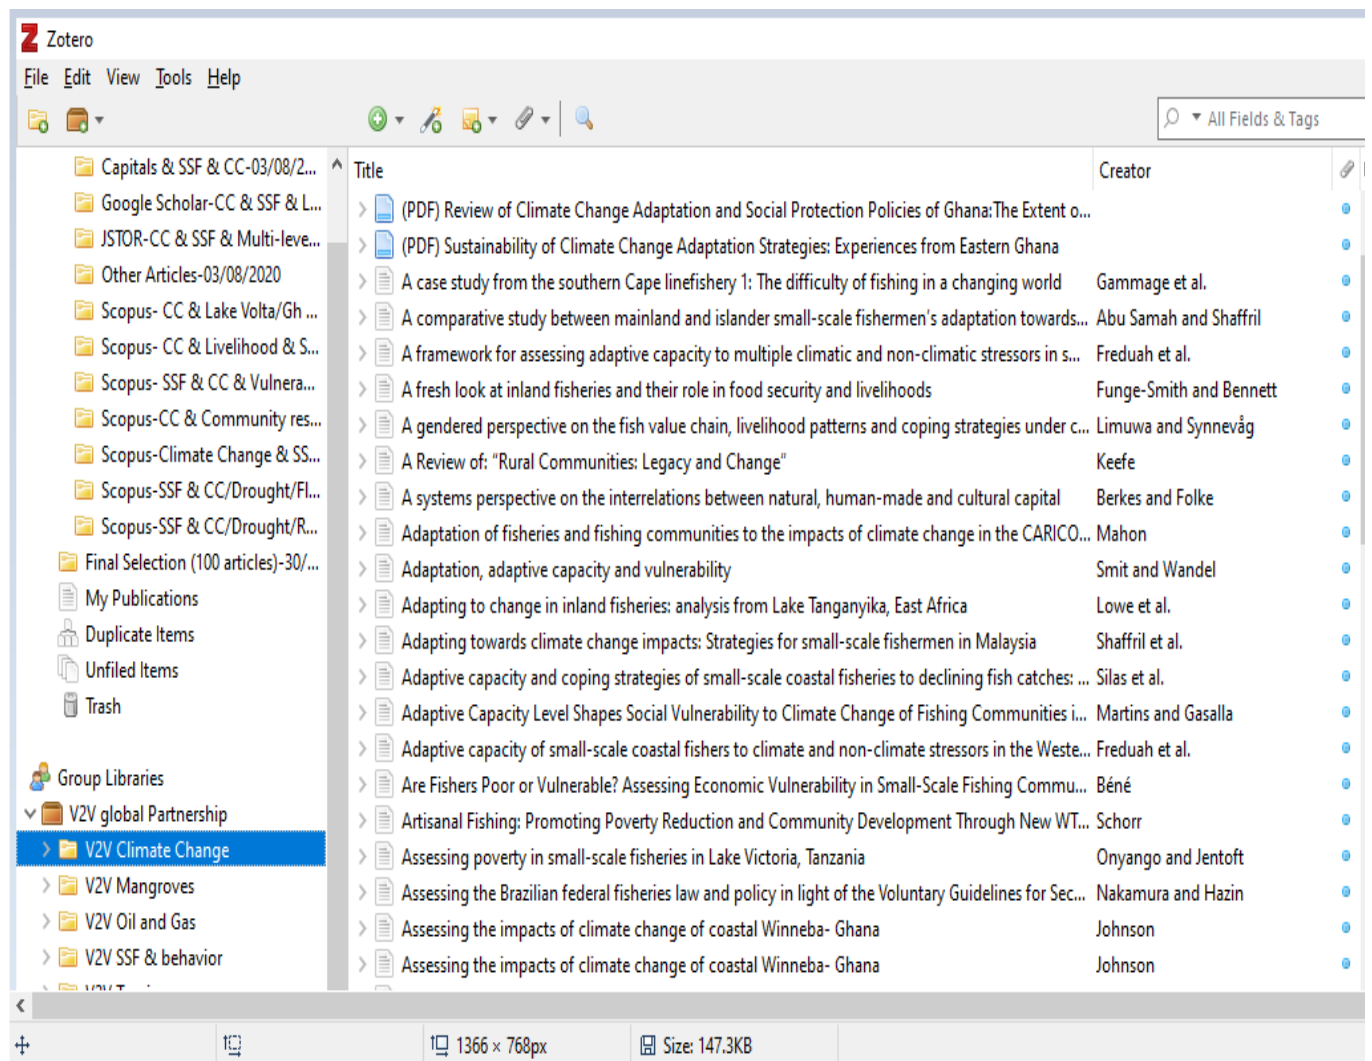 Zotero
File Edit View Tools Help
All Fields & Tags
Capitals & SSF & CC-03/08/2...
Google Scholar-CC & SSF & L...
JSTOR-CC & SSF & Multi-leve...
Other Articles-03/08/2020
Scopus- CC & Lake Volta/Gh ...
Scopus- CC & Livelihood & S...
Scopus- SSF & CC & Vulnera...
Scopus-CC & Community res...
Scopus-Climate Change & SS...
Scopus-SSF & CC/Drought/Fl...
Scopus-SSF & CC/Drought/R...
Final Selection (100 articles)-30/...
My Publications
Duplicate Items
Unfiled Items
Trash
Group Libraries
V2V global Partnership
V2V Climate Change
V2V Mangroves
V2V Oil and Gas
V2V SSF & behavior
Title Creator
(PDF) Review of Climate Change Adaptation and Social Protection Policies of Ghana:The Extent o...
(PDF) Sustainability of Climate Change Adaptation Strategies: Experiences from Eastern Ghana
A case study from the southern Cape linefishery 1: The difficulty of fishing in a changing world Gammage et al.
A comparative study between mainland and islander small-scale fishermen's adaptation towards... Abu Samah and Shaffril
A framework for assessing adaptive capacity to multiple climatic and non-climatic stressors in s... Freduah et al.
A fresh look at inland fisheries and their role in food security and livelihoods Funge-Smith and Bennett
A gendered perspective on the fish value chain, livelihood patterns and coping strategies under c... Limuwa and Synnevåg
A Review of: "Rural Communities: Legacy and Change" Keefe
A systems perspective on the interrelations between natural, human-made and cultural capital Berkes and Folke
Adaptation of fisheries and fishing communities to the impacts of climate change in the CARICO... Mahon
Adaptation, adaptive capacity and vulnerability Smit and Wandel
Adapting to change in inland fisheries: analysis from Lake Tanganyika, East Africa Lowe et al.
Adapting towards climate change impacts: Strategies for small-scale fishermen in Malaysia Shaffril et al.
Adaptive capacity and coping strategies of small-scale coastal fisheries to declining fish catches: ... Silas et al.
Adaptive Capacity Level Shapes Social Vulnerability to Climate Change of Fishing Communities i... Martins and Gasalla
Adaptive capacity of small-scale coastal fishers to climate and non-climate stressors in the Weste... Freduah et al.
Are Fishers Poor or Vulnerable? Assessing Economic Vulnerability in Small-Scale Fishing Commu... Béné
Artisanal Fishing: Promoting Poverty Reduction and Community Development Through New WT... Schorr
Assessing poverty in small-scale fisheries in Lake Victoria, Tanzania Onyango and Jentoft
Assessing the Brazilian federal fisheries law and policy in light of the Voluntary Guidelines for Sec... Nakamura and Hazin
Assessing the impacts of climate change of coastal Winneba- Ghana Johnson
Assessing the impacts of climate change of coastal Winneba- Ghana Johnson
1366 × 768px Size: 147.3KB